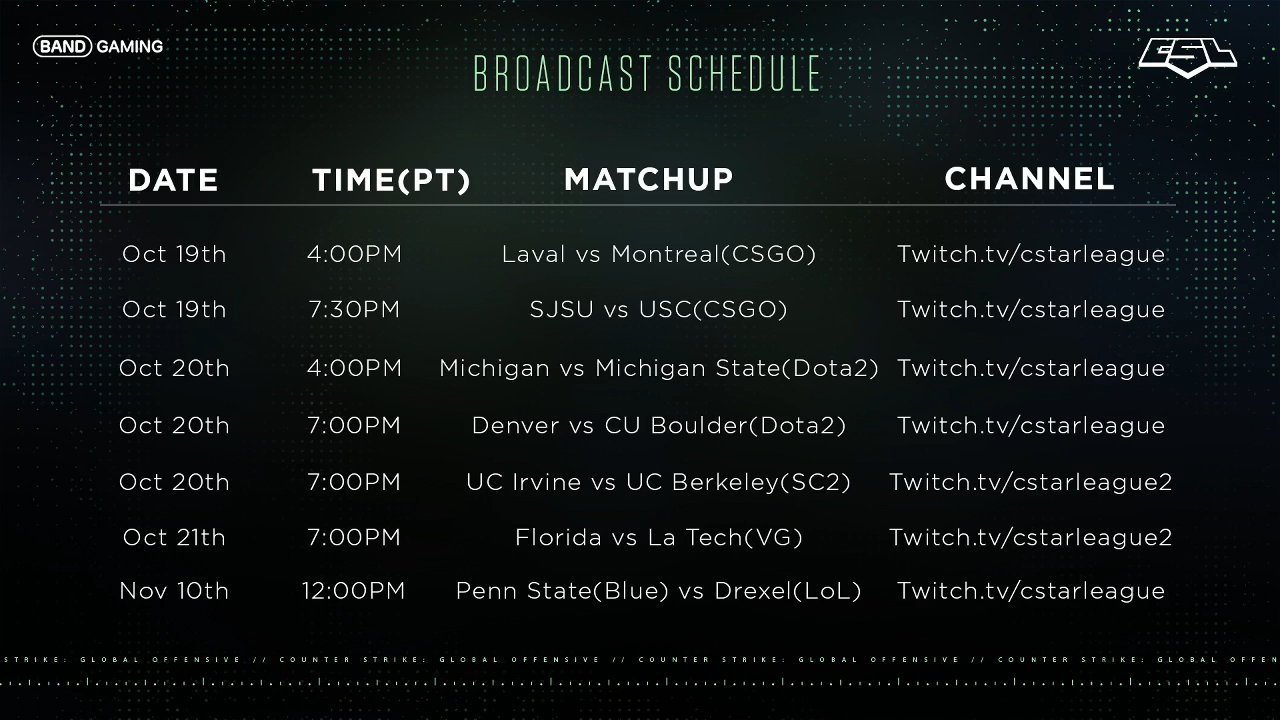 BAND GAMING
CSL
BROADCAST SCHEDULE
DATE TIME(PT) MATCHUP CHANNEL
Oct 19th 4:00PM Laval vs Montreal(CSGO) Twitch.tv/cstarleague
Oct 19th 7:30PM SJSU vs USC(CSGO) Twitch.tv/cstarleague
Oct 20th 4:00PM Michigan vs Michigan State(Dota2) Twitch.tv/cstarleague
Oct 20th 7:00PM Denver vs CU Boulder(Dota2) Twitch.tv/cstarleague
Oct 20th 7:00PM UC Irvine vs UC Berkeley(SC2) Twitch.tv/cstarleague2
Oct 21th 7:00PM Florida vs La Tech(VG) Twitch.tv/cstarleague2
Nov 10th 12:00PM Penn State(Blue) vs Drexel(LoL) Twitch.tv/cstarleague
STRIKE: GLOBAL OFFENSIVE // COUNTER STRIKE: GLOBAL OFFENSIVE // COUNTER STRIKE: GLOBAL OFFENSIVE // COUNTER STRIKE: GLOBAL OFFEN